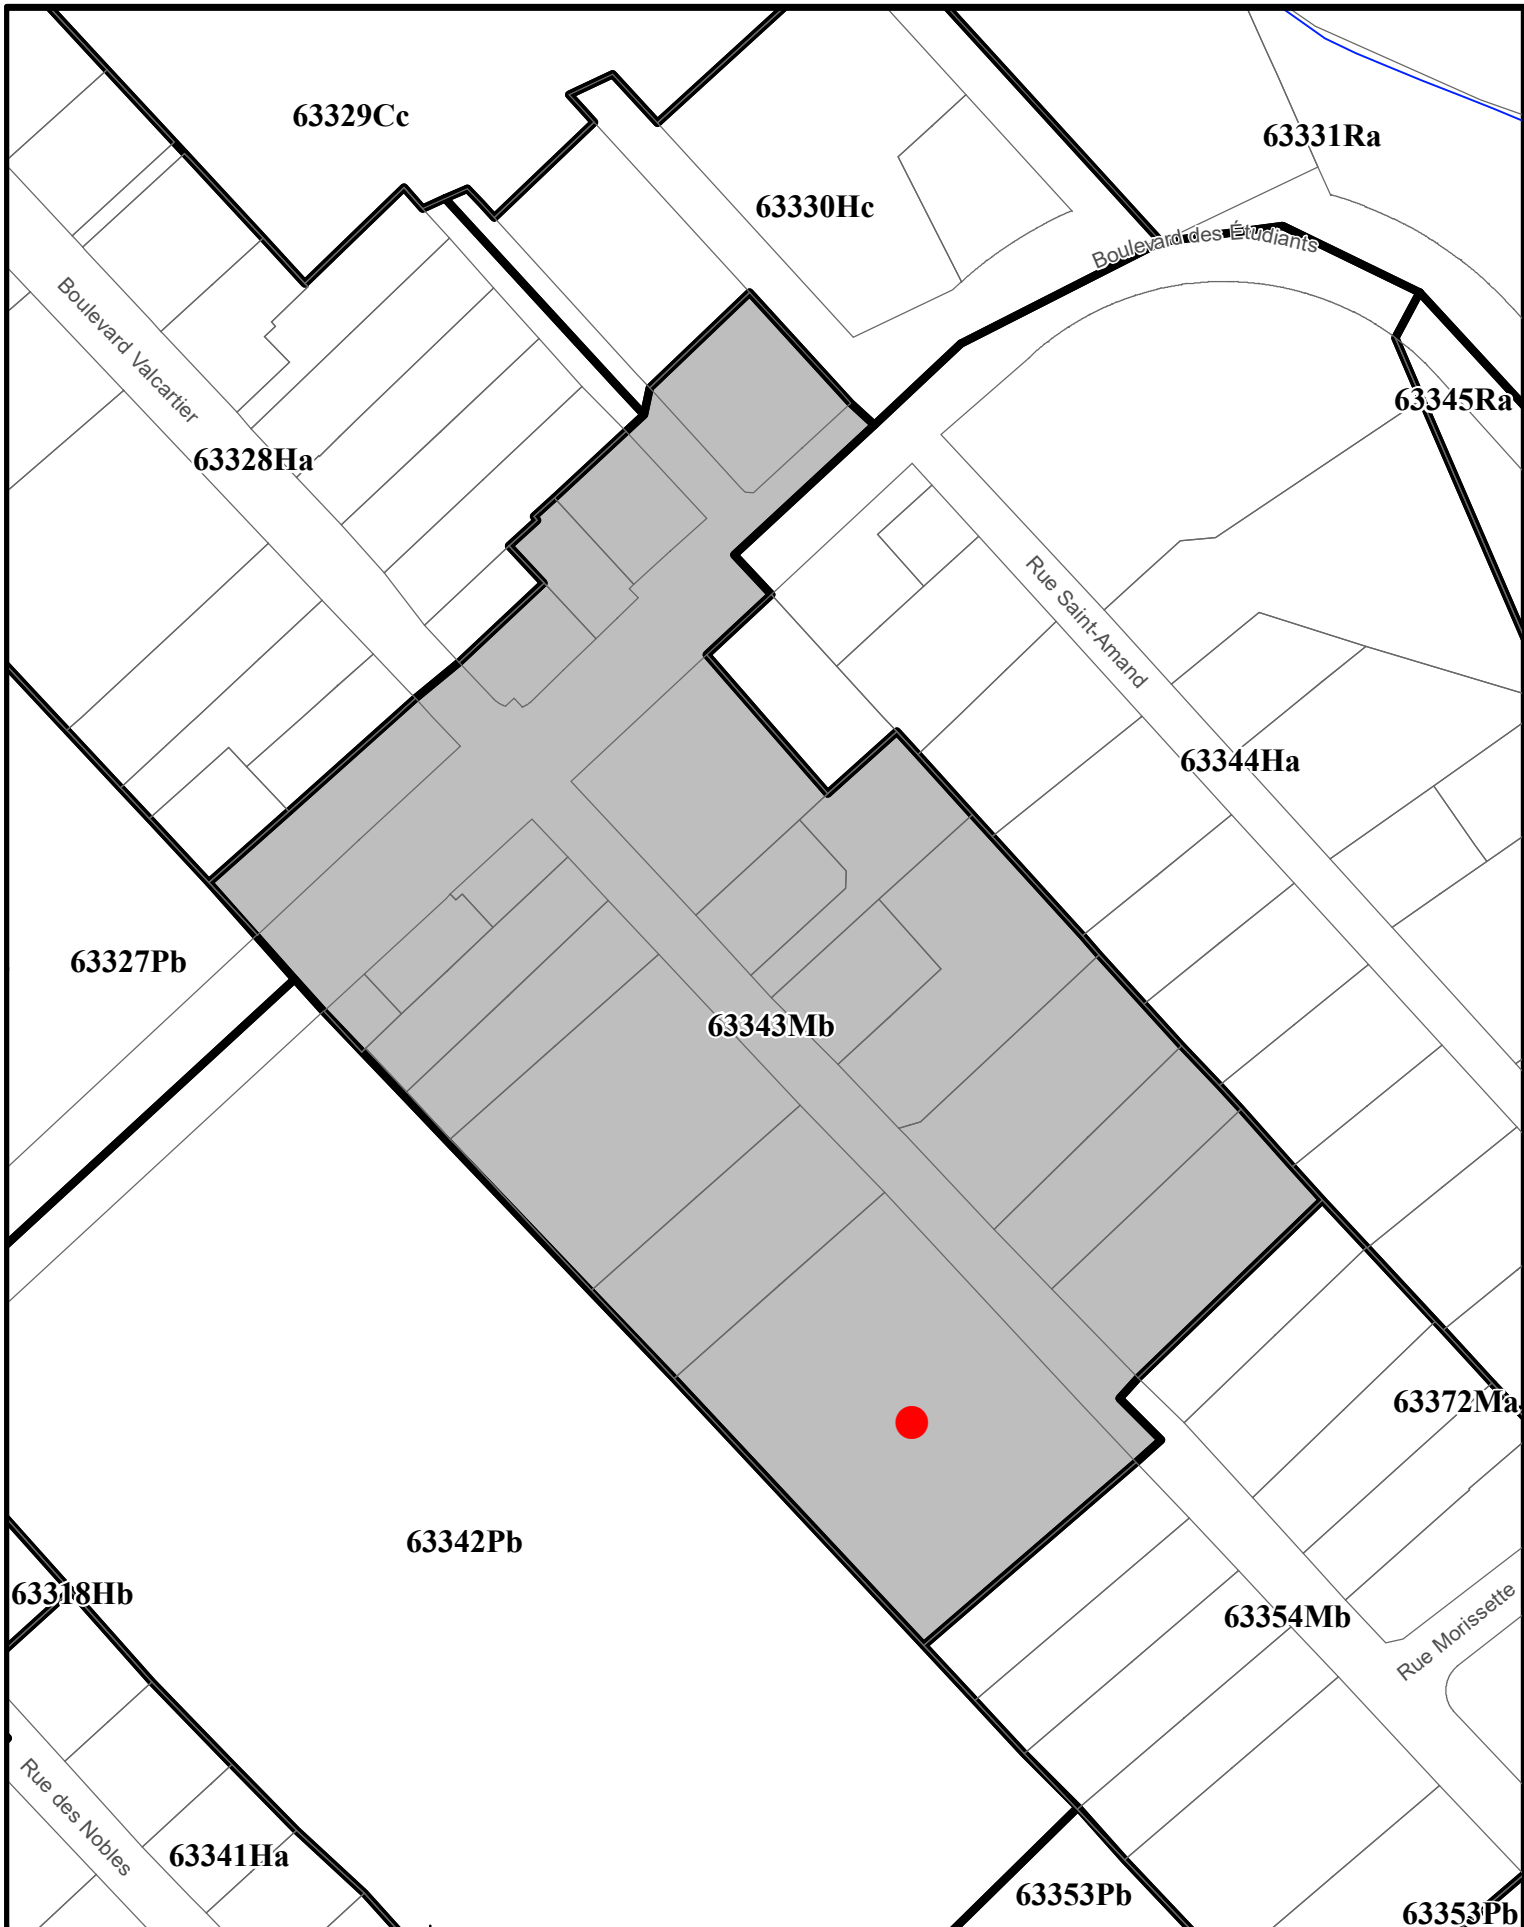 63329Cc
63331Ra
63330Hc
Boulevard des Étudiants
Boulevard Valcartier
63345Ra
63328Ha
Rue Saint-Amand
63344Ha
63327Pb
63343Mb
63372Ma
63342Pb
63318Hb
63354Mb
Rue Morissette
Rue des Nobles
63341Ha
63353Pb
63353Pb